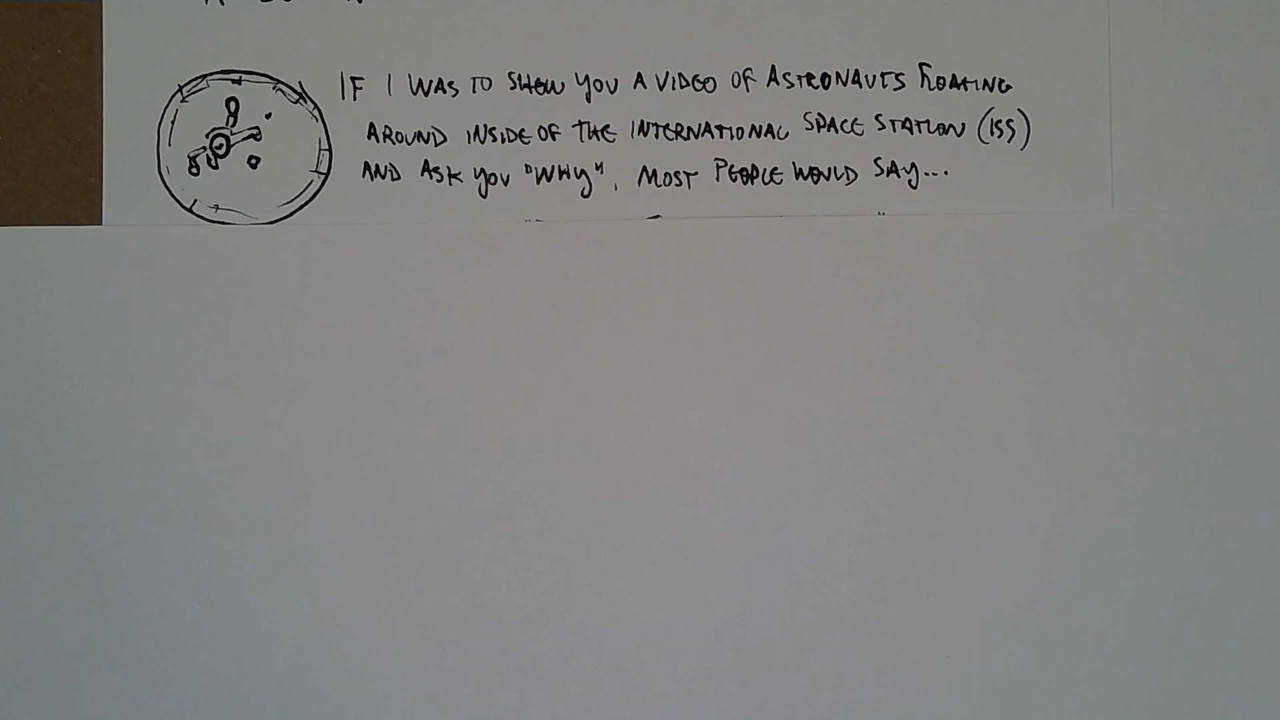 IF I WAS TO SHOW YOU A VIDEO OF ASTRONAUTS FLOATING
AROUND INSIDE OF THE INTERNATIONAL SPACE STATION (ISS)
AND ASK YOU "WHY", MOST PEOPLE WOULD SAY...